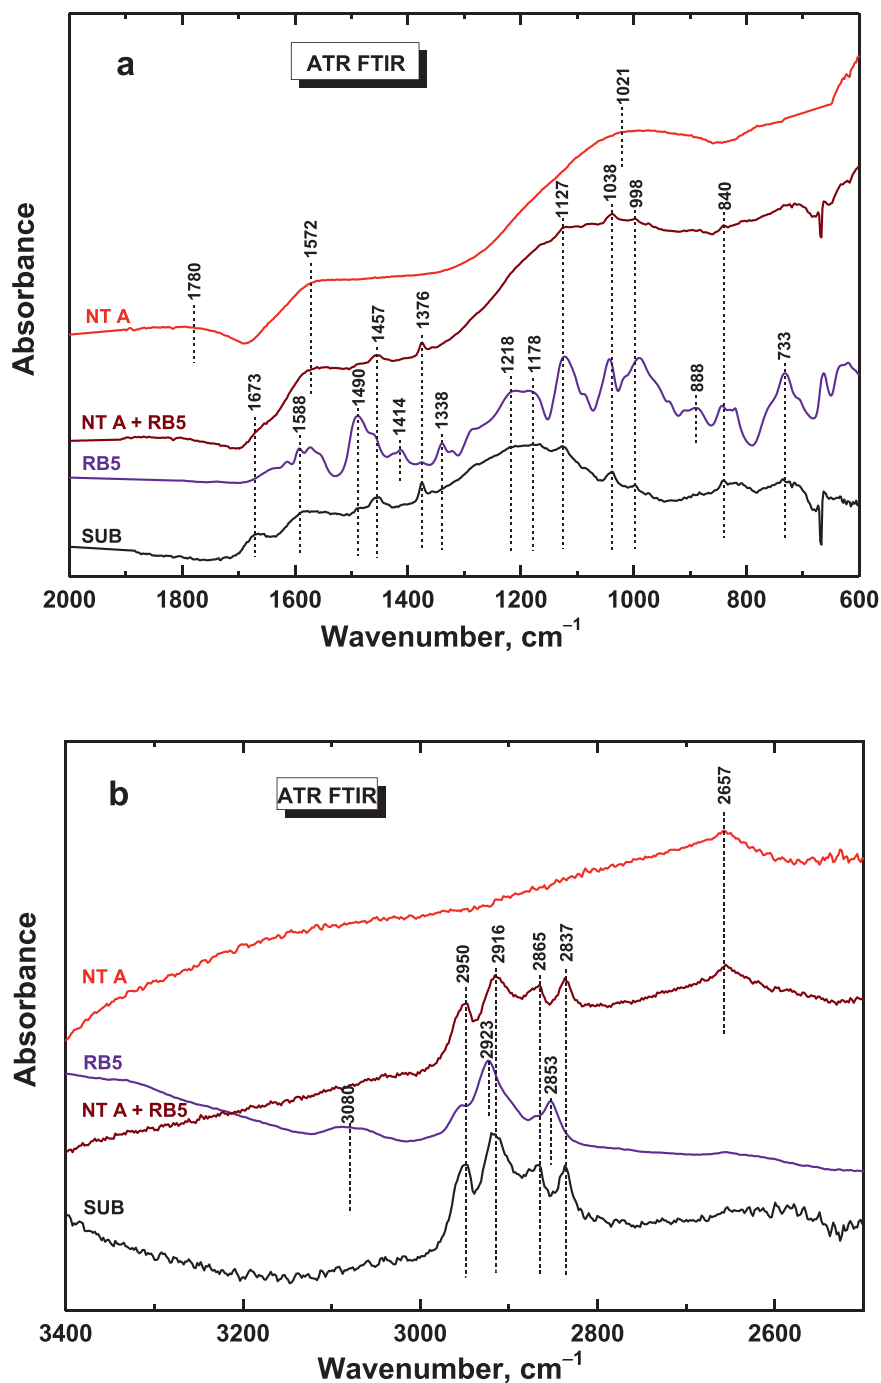 a
ATR FTIR
1021
1038
998
1127
840
1572
1780
NT A
1457
1376
1218
1178
733
1673
1588
1490
1414
1338
888
NT A + RB5
RB5
SUB
Absorbance
2000
1800
1600
1400
1200
1000
800
600
Wavenumber, cm⁻¹
b
ATR FTIR
2657
2950
2916
2865
2837
NT A
2923
2853
RB5
NT A + RB5
3080
SUB
Absorbance
3400
3200
3000
2800
2600
Wavenumber, cm⁻¹